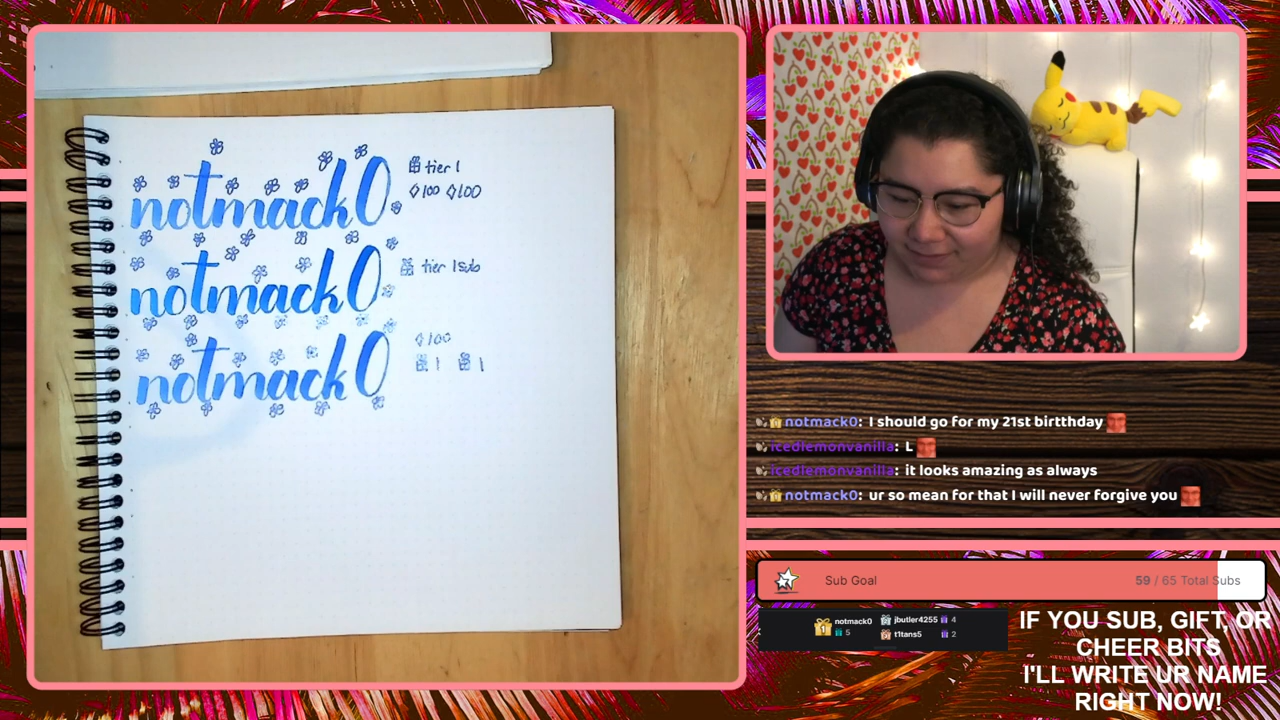 notmack0
tier 1
100 100
notmack0
tier 1 sub
notmack0
100
1 1
notmack0: I should go for my 21st birtthday
icedlemonvanilla: L
icedlemonvanilla: it looks amazing as always
notmack0: ur so mean for that I will never forgive you
Sub Goal
59 / 65 Total Subs
1 notmack0 5
jbutler4255 4
t1tans5 2
IF YOU SUB, GIFT, OR
CHEER BITS
I'LL WRITE UR NAME
RIGHT NOW!